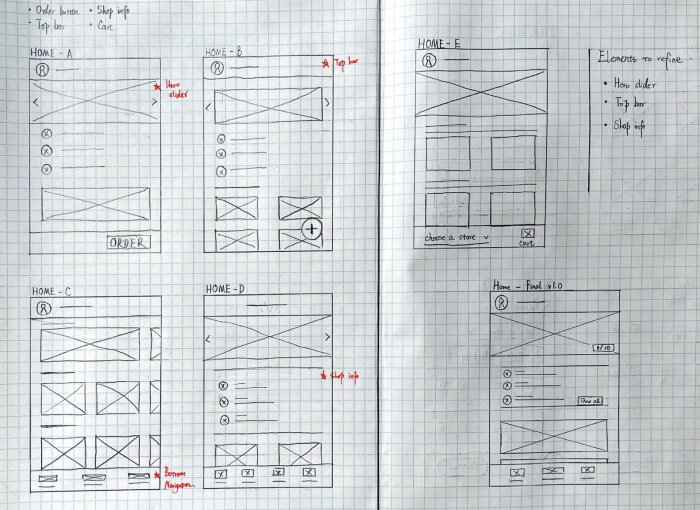 • Order button • Shop info
• Top bar • Cart
HOME - A
Hero
slider
ORDER
HOME - B
Top bar
HOME - C
Bottom
Navigation
HOME - D
Shop info
HOME - E
choose a store v
Cart
Elements to refine.
• Hero slider
• Top bar
• Shop info
Home - Final v1.0
Show all